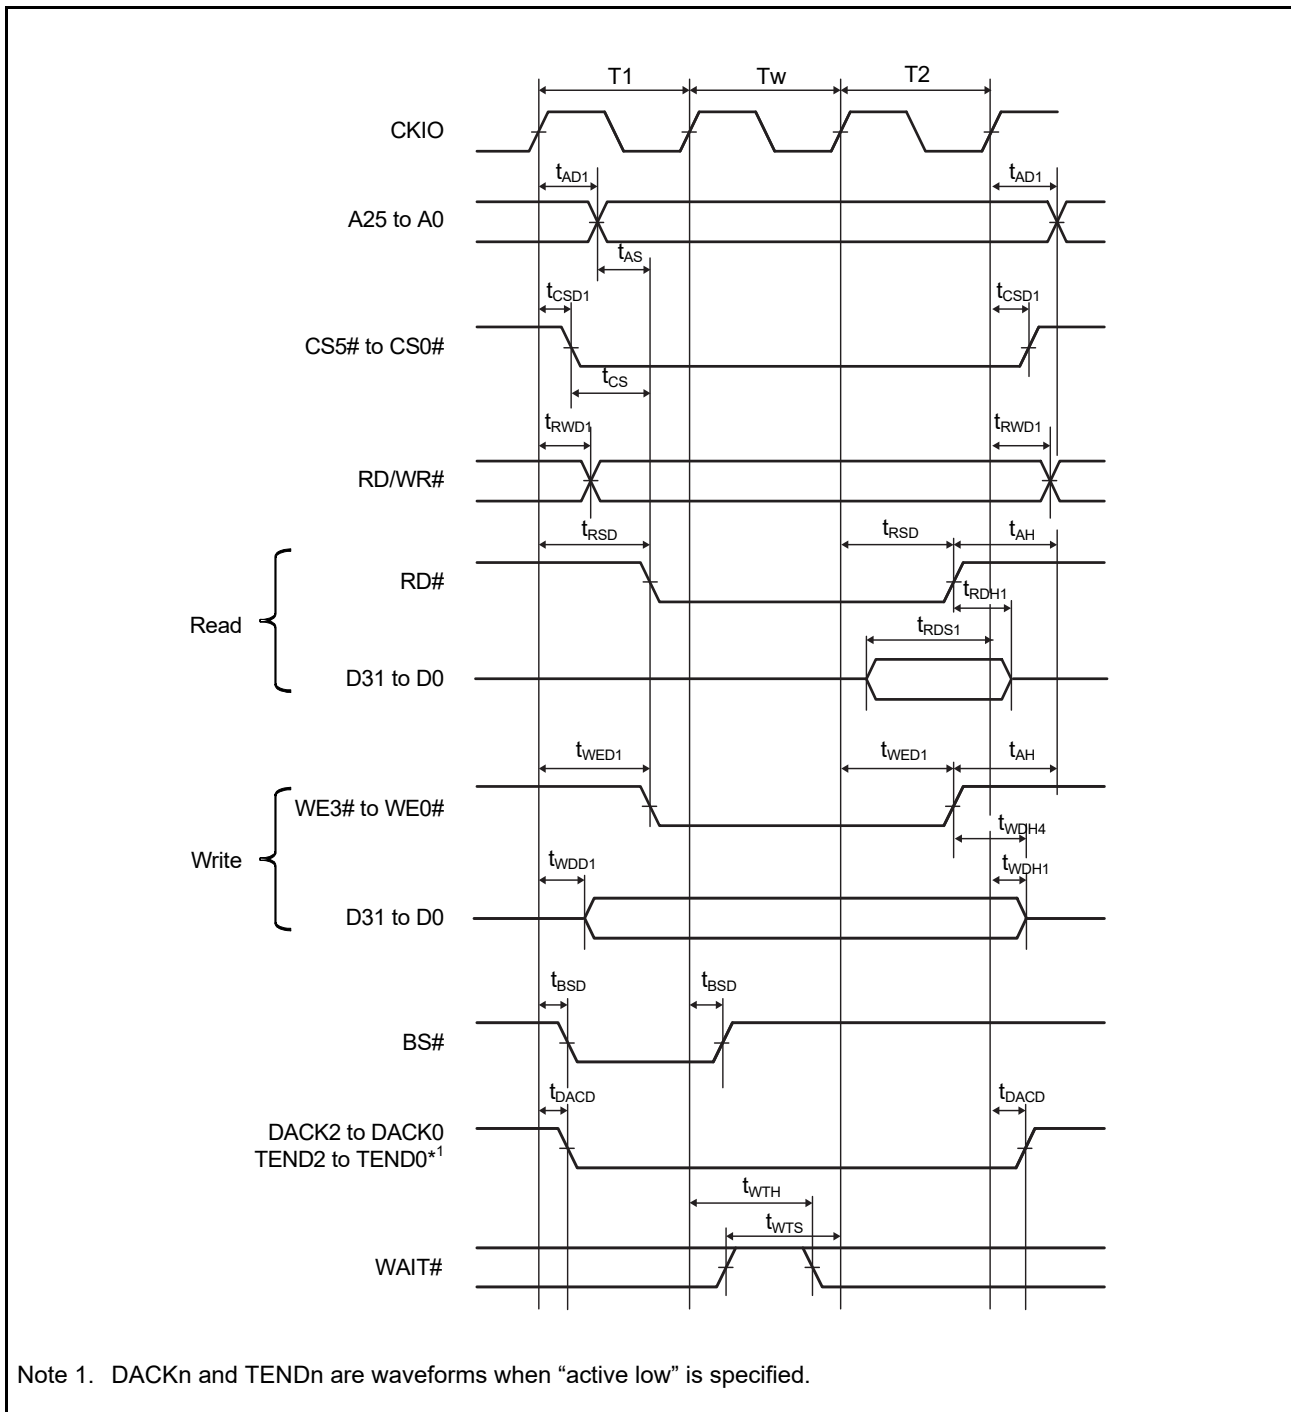 T1 Tw T2
CKIO
tAD1 tAD1
A25 to A0
tAS
tCSD1 tCSD1
CS5# to CS0#
tCS
tRWD1 tRWD1
RD/WR#
tRSD tRSD tAH
RD#
tRDH1
Read
tRDS1
D31 to D0
tWED1 tWED1 tAH
WE3# to WE0#
tWDH4
Write
tWDD1 tWDH1
D31 to D0
tBSD tBSD
BS#
tDACD tDACD
DACK2 to DACK0
TEND2 to TEND0*1
tWTH
tWTS
WAIT#
Note 1. DACKn and TENDn are waveforms when “active low” is specified.